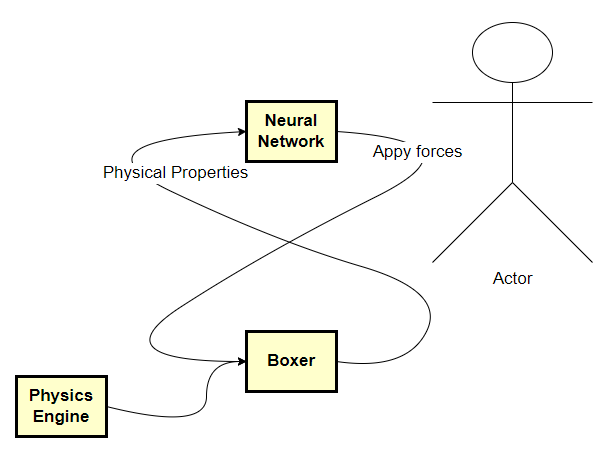 Neural
Network
Appy forces
Physical Properties
Actor
Boxer
Physics
Engine